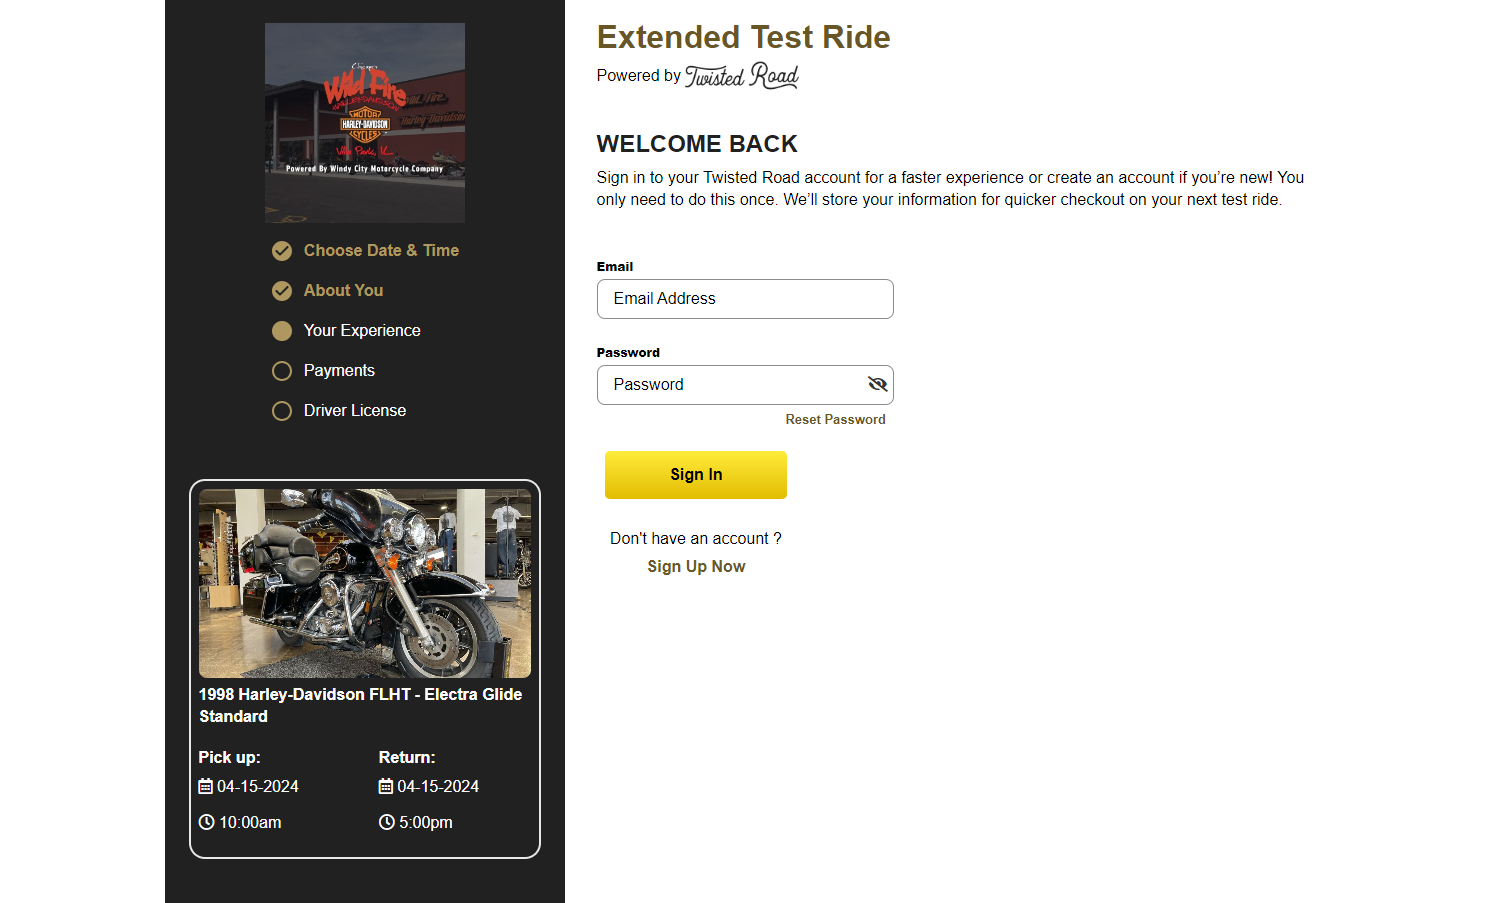 Chicago's
Wild Fire
HARLEY-DAVIDSON
MOTOR
HARLEY-DAVIDSON
CYCLES
Villa Park, IL
Powered By Windy City Motorcycle Company
Wild Fire
Harley-Davidson
Choose Date & Time
About You
Your Experience
Payments
Driver License
1998 Harley-Davidson FLHT - Electra Glide
Standard
Pick up:
Return:
04-15-2024
04-15-2024
10:00am
5:00pm
Extended Test Ride
Powered by Twisted Road
WELCOME BACK
Sign in to your Twisted Road account for a faster experience or create an account if you’re new! You
only need to do this once. We’ll store your information for quicker checkout on your next test ride.
Email
Email Address
Password
Password
Reset Password
Sign In
Don't have an account ?
Sign Up Now